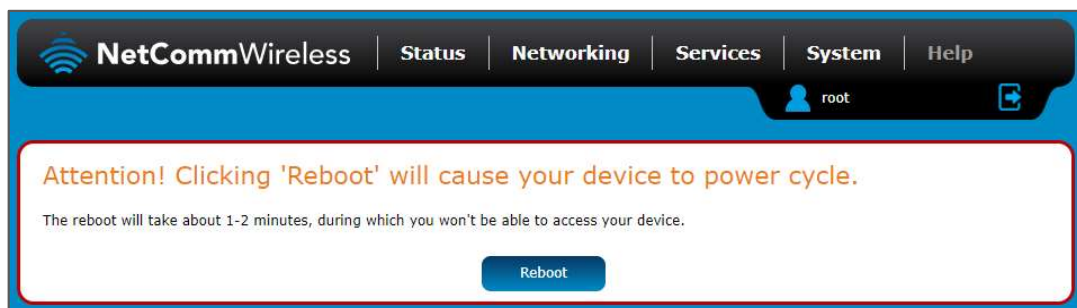 NetCommWireless Status Networking Services System Help
root
Attention! Clicking 'Reboot' will cause your device to power cycle.
The reboot will take about 1-2 minutes, during which you won't be able to access your device.
Reboot